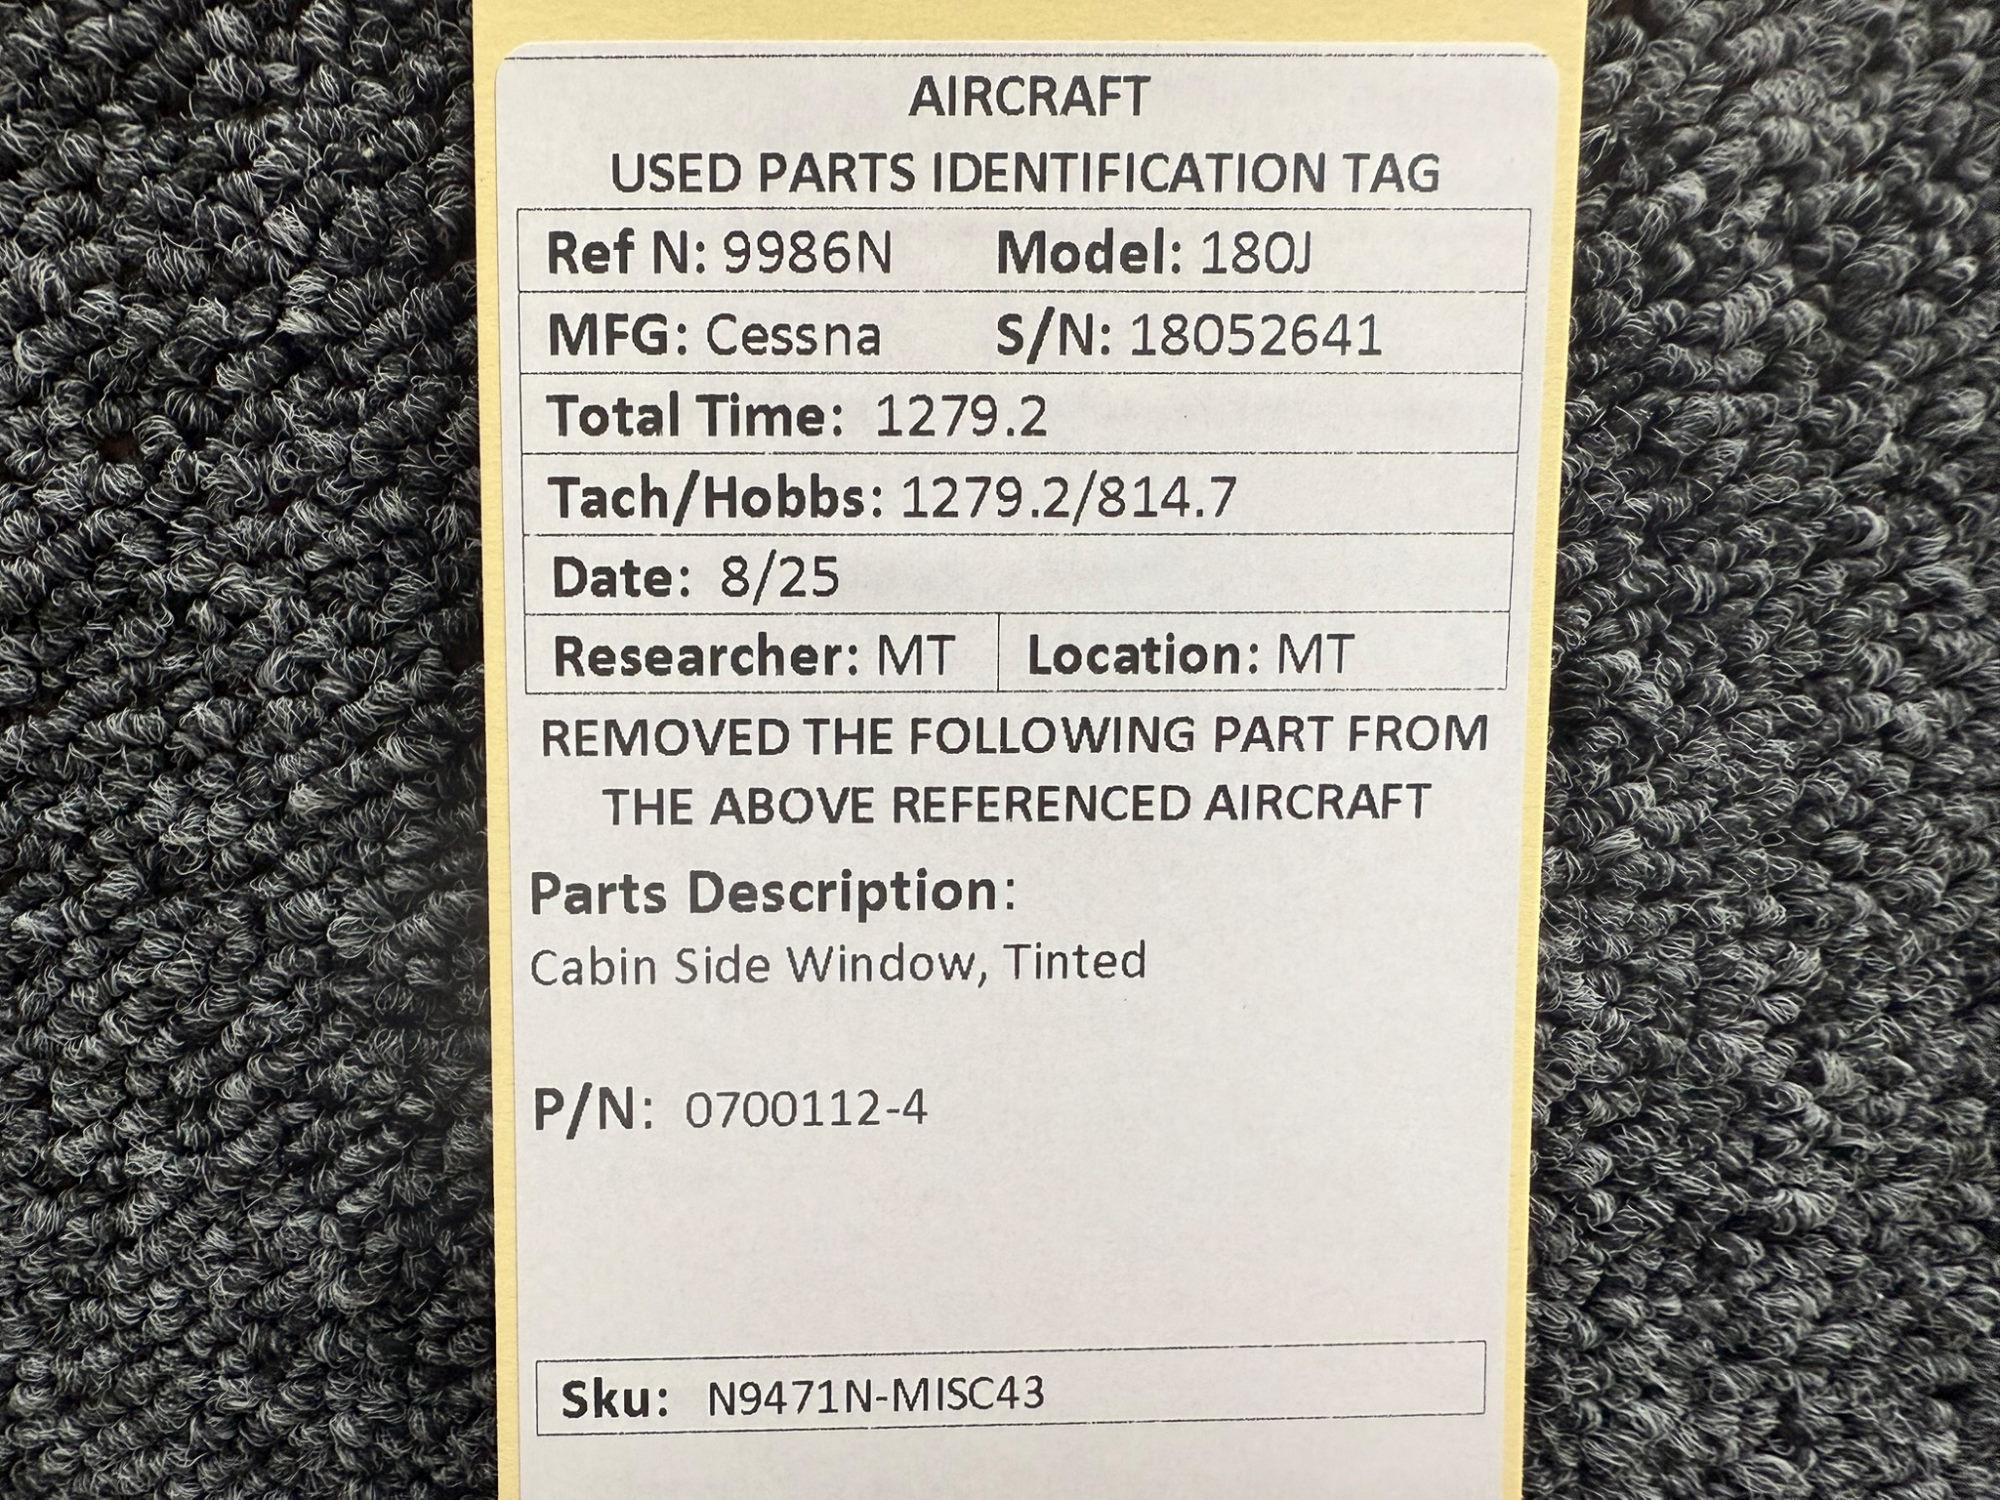 AIRCRAFT
USED PARTS IDENTIFICATION TAG
Ref N: 9986N Model: 180J
MFG: Cessna S/N: 18052641
Total Time: 1279.2
Tach/Hobbs: 1279.2/814.7
Date: 8/25
Researcher: MT Location: MT
REMOVED THE FOLLOWING PART FROM
THE ABOVE REFERENCED AIRCRAFT
Parts Description:
Cabin Side Window, Tinted
P/N: 0700112-4
Sku: N9471N-MISC43